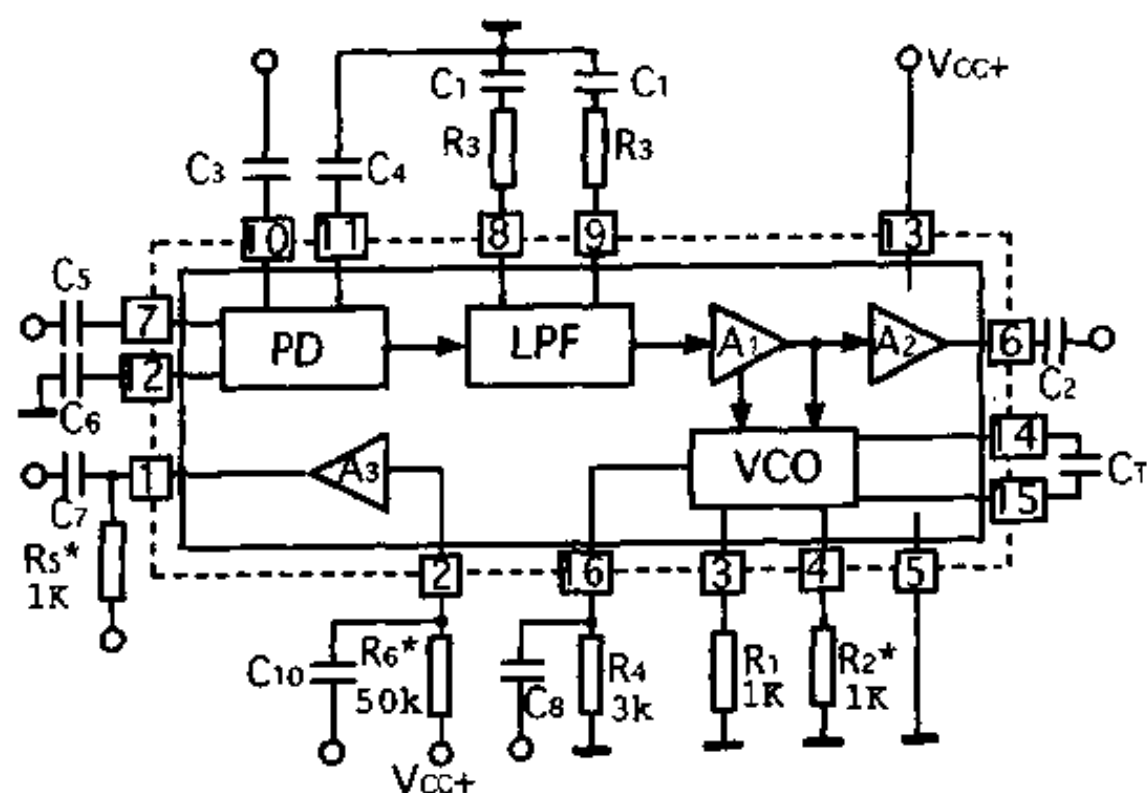 VCC+
C1
C1
C3
C4
R3
R3
10
11
8
9
13
C5
7
PD
LPF
A1
A2
6
C2
12
C6
VCO
14
CT
15
A3
1
C7
R5*
1K
2
16
3
4
5
C10
R6*
50k
C8
R4
3k
R1
1K
R2*
1K
VCC+